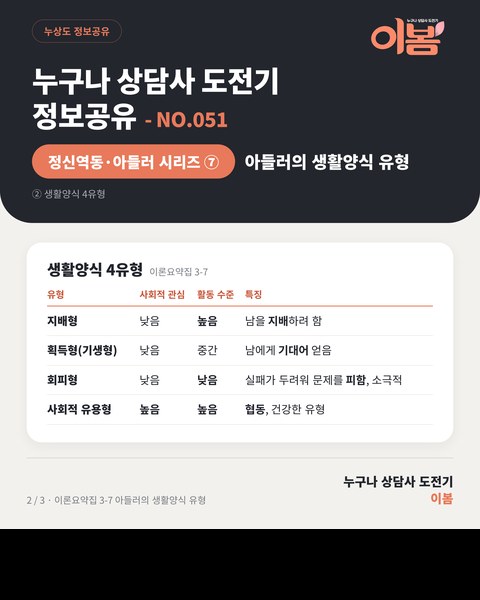 누상도 정보공유
누구나 상담사 도전기
이봄
누구나 상담사 도전기
정보공유 - NO.051
정신역동·아들러 시리즈 ⑦ 아들러의 생활양식 유형
② 생활양식 4유형
생활양식 4유형 이론요약집 3-7
유형 사회적 관심 활동 수준 특징
지배형 낮음 높음 남을 지배하려 함
획득형(기생형) 낮음 중간 남에게 기대어 얻음
회피형 낮음 낮음 실패가 두려워 문제를 피함, 소극적
사회적 유용형 높음 높음 협동, 건강한 유형
누구나 상담사 도전기
2 / 3 · 이론요약집 3-7 아들러의 생활양식 유형 이봄